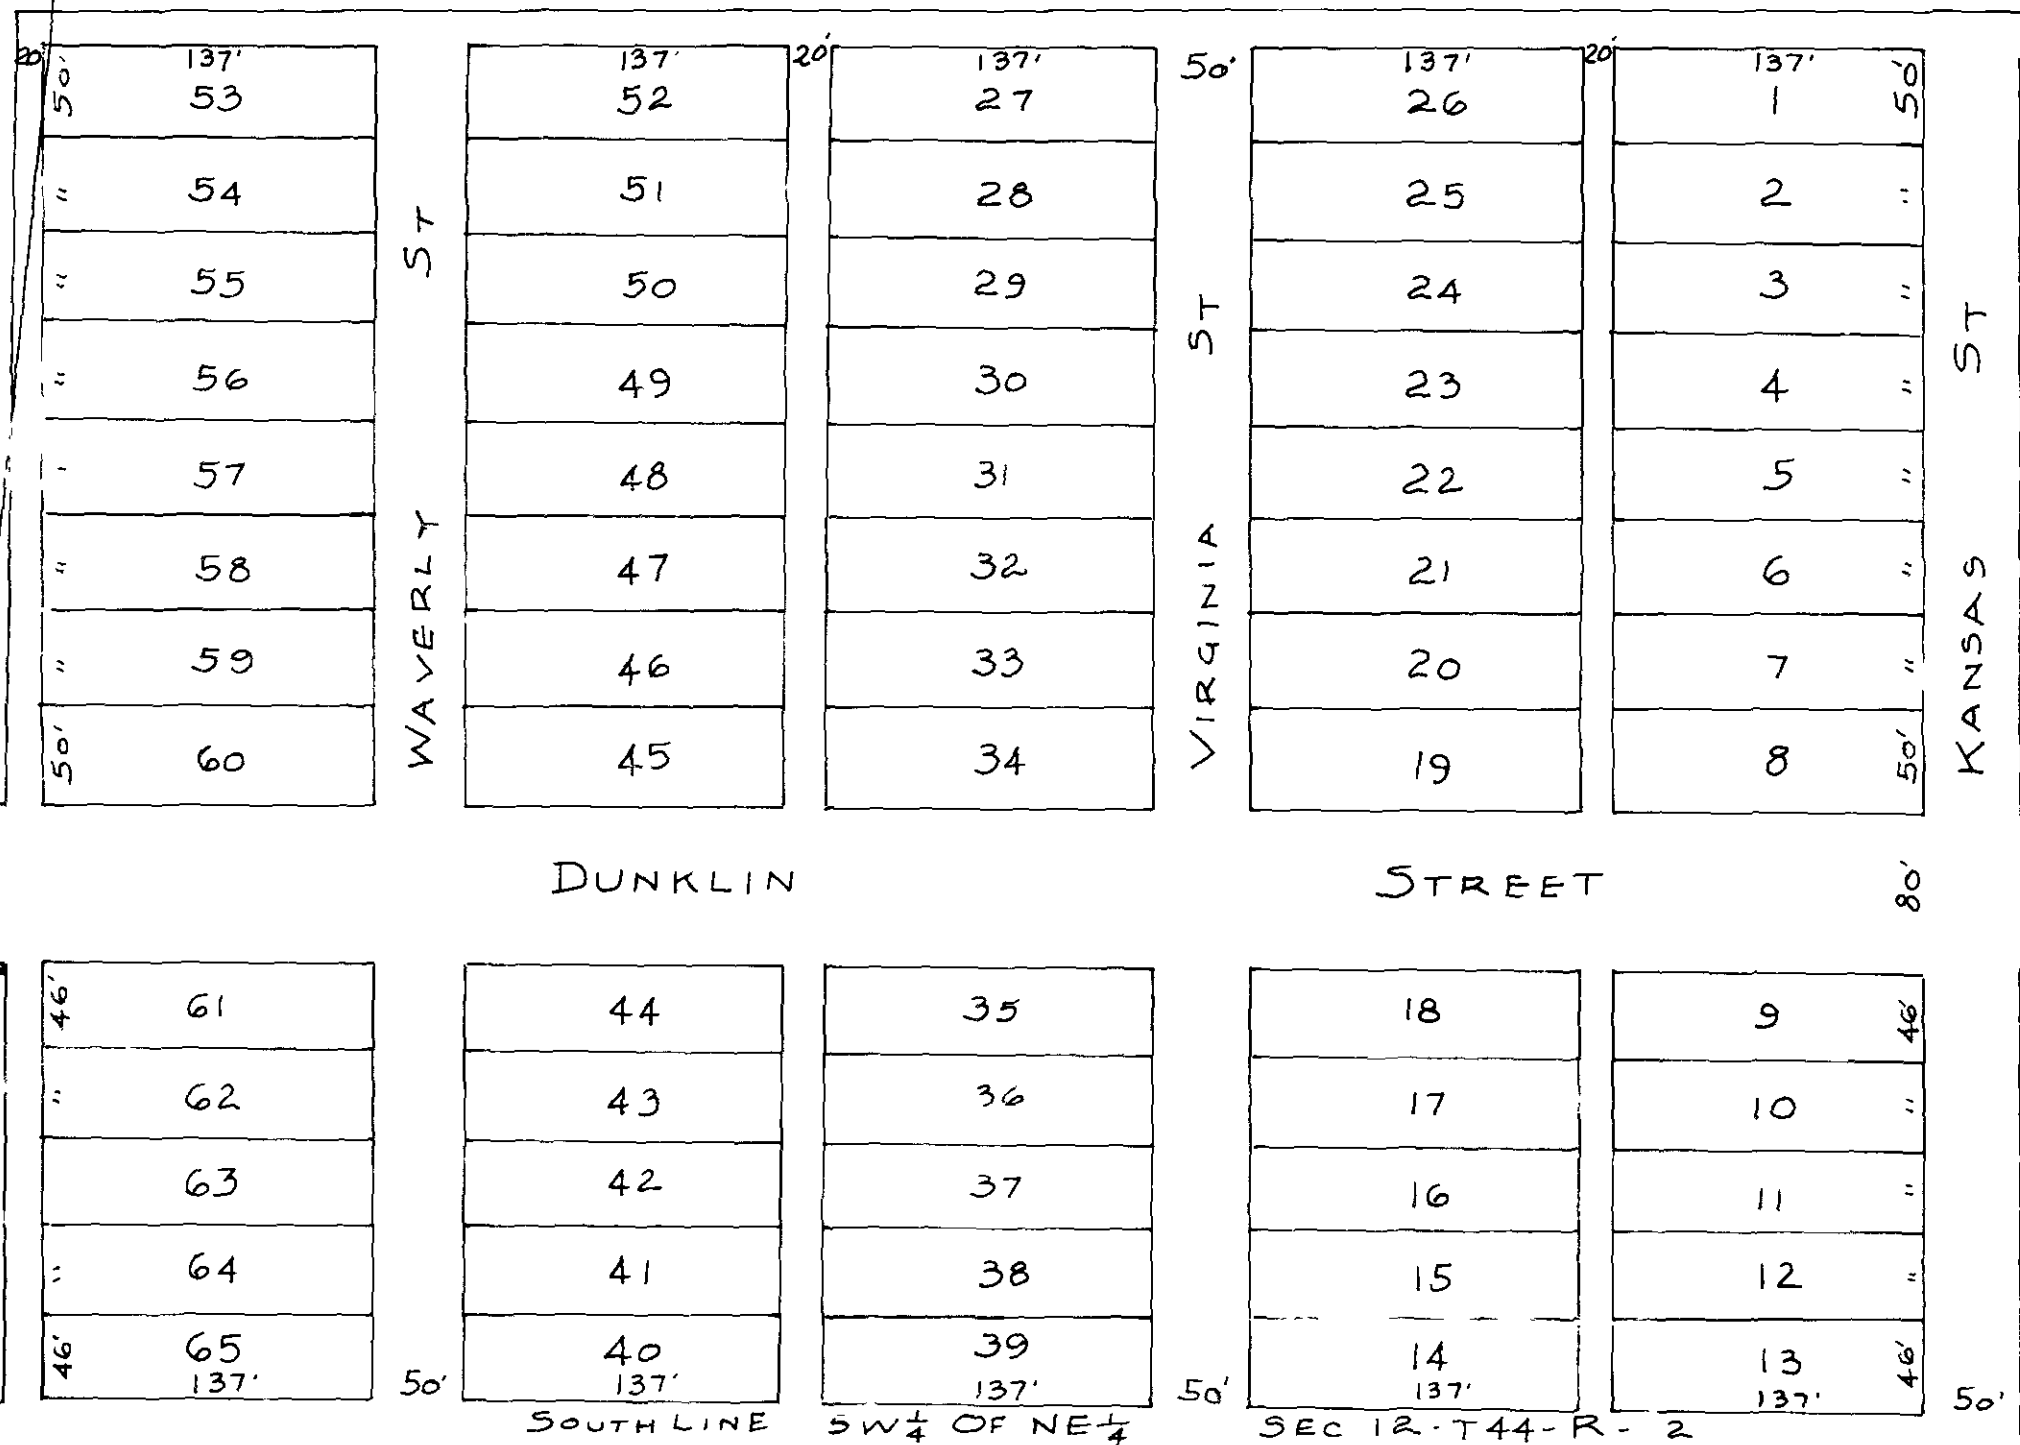 20' 137' 137' 20' 137' 50' 137' 20' 137'
50' 53 52 27 26 1 50'
" 54 51 28 25 2 "
" 55 50 29 24 3 "
" 56 49 30 23 4 "
" 57 48 31 22 5 "
" 58 47 32 21 6 "
" 59 46 33 20 7 "
50' 60 45 34 19 8 50'
WAVERLY ST
VIRGINIA ST
KANSAS ST
DUNKLIN STREET 80'
46' 61 44 35 18 9 46'
" 62 43 36 17 10 "
63 42 37 16 11 "
" 64 41 38 15 12 "
46' 65 40 39 14 13 46'
137' 50' 137' 137' 50' 137' 137' 50'
SOUTH LINE SW 1/4 OF NE 1/4 SEC 12 - T44 - R - 2